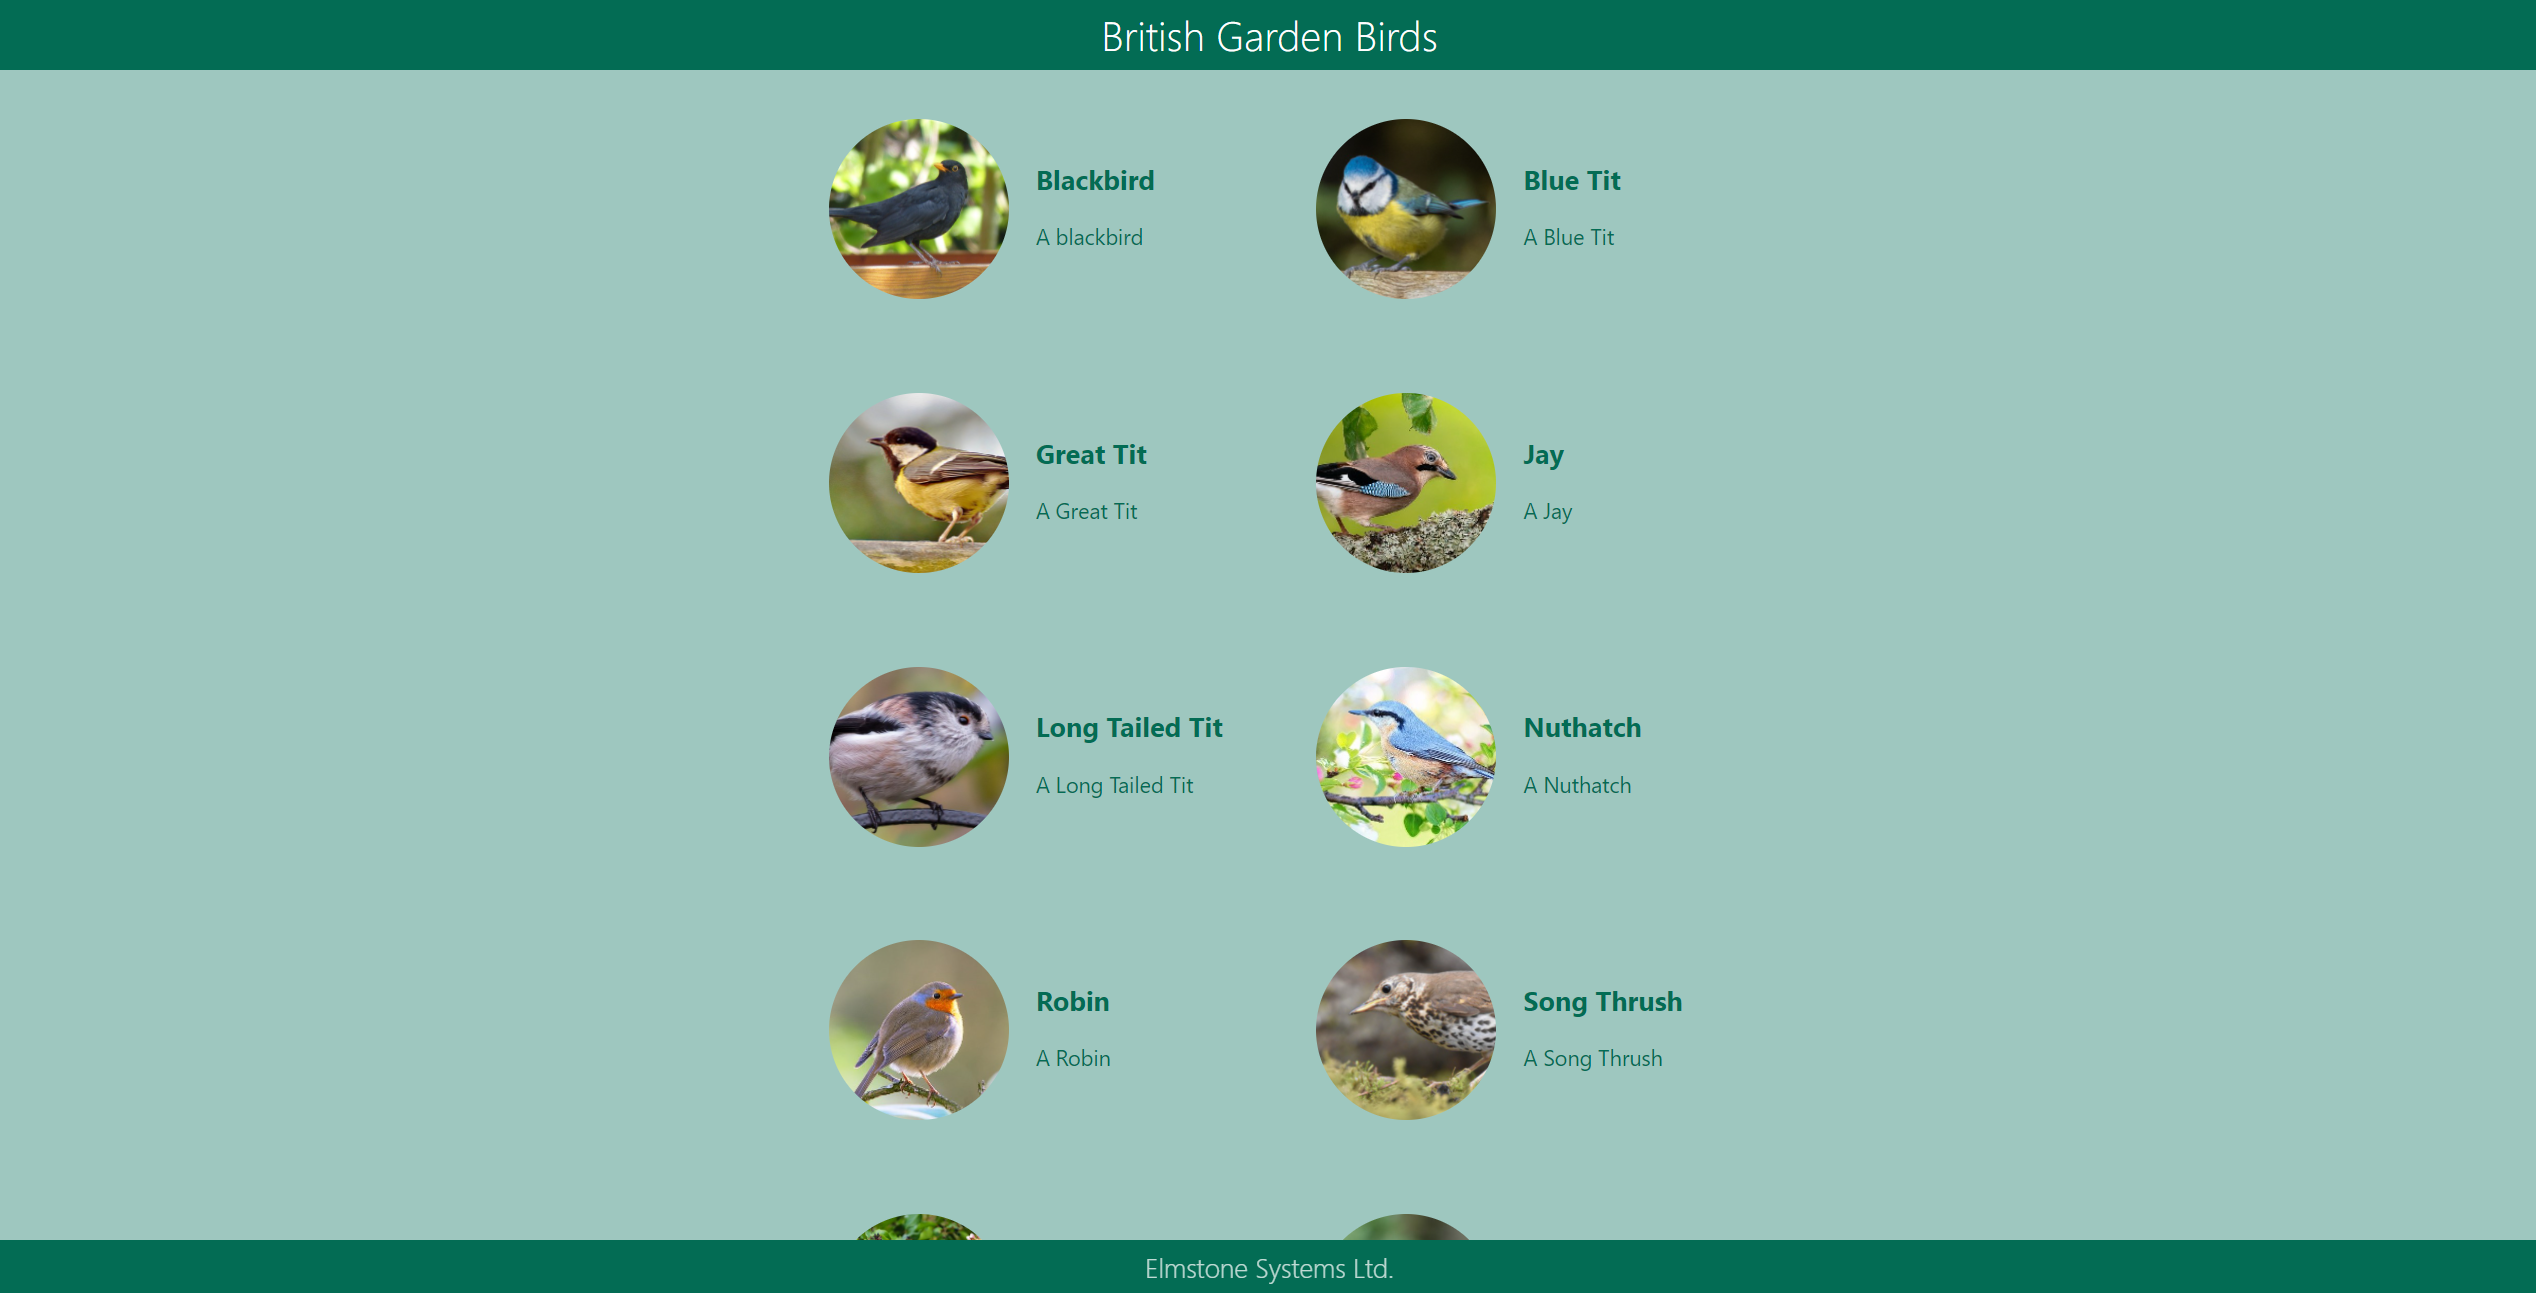 British Garden Birds
Blackbird
A blackbird
Blue Tit
A Blue Tit
Great Tit
A Great Tit
Jay
A Jay
Long Tailed Tit
A Long Tailed Tit
Nuthatch
A Nuthatch
Robin
A Robin
Song Thrush
A Song Thrush
Elmstone Systems Ltd.